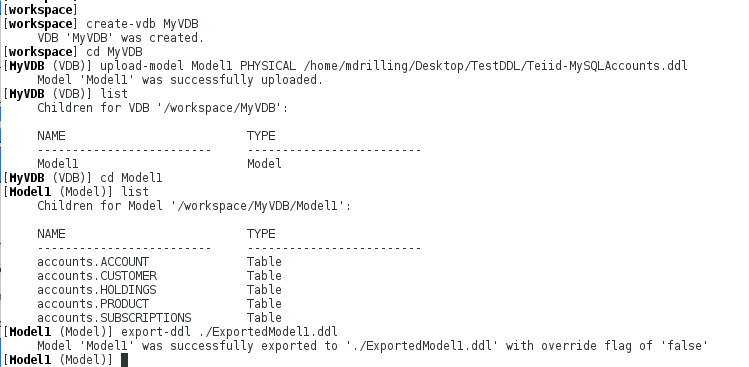 [workspace]
[workspace] create-vdb MyVDB
     VDB 'MyVDB' was created.
[workspace] cd MyVDB
[MyVDB (VDB)] upload-model Model1 PHYSICAL /home/mdrilling/Desktop/TestDDL/Teiid-MySQLAccounts.ddl
     Model 'Model1' was successfully uploaded.
[MyVDB (VDB)] list
     Children for VDB '/workspace/MyVDB':

     NAME                          TYPE
     -------------------------     -------------------------
     Model1                        Model
[MyVDB (VDB)] cd Model1
[Model1 (Model)] list
     Children for Model '/workspace/MyVDB/Model1':

     NAME                          TYPE
     -------------------------     -------------------------
     accounts.ACCOUNT              Table
     accounts.CUSTOMER             Table
     accounts.HOLDINGS             Table
     accounts.PRODUCT              Table
     accounts.SUBSCRIPTIONS        Table
[Model1 (Model)] export-ddl ./ExportedModel1.ddl
     Model 'Model1' was successfully exported to './ExportedModel1.ddl' with override flag of 'false'
[Model1 (Model)]